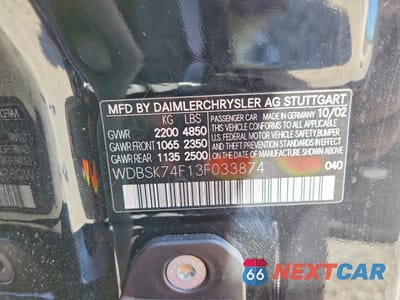 MFD BY DAIMLERCHRYSLER AG STUTTGART
KG LBS
GVWR 2200 4850
GAWR FRONT 1065 2350
GAWR REAR 1135 2500
PASSENGER CAR MADE IN GERMANY 10/02
THIS CAR CONFORMS TO ALL APPLICABLE
U.S. FEDERAL MOTOR VEHICLE SAFETY, BUMPER
AND THEFT PREVENTION STANDARDS IN EFFECT
ON THE DATE OF MANUFACTURE SHOWN ABOVE
WDBSK74F13F033874
040
66 NEXTCAR